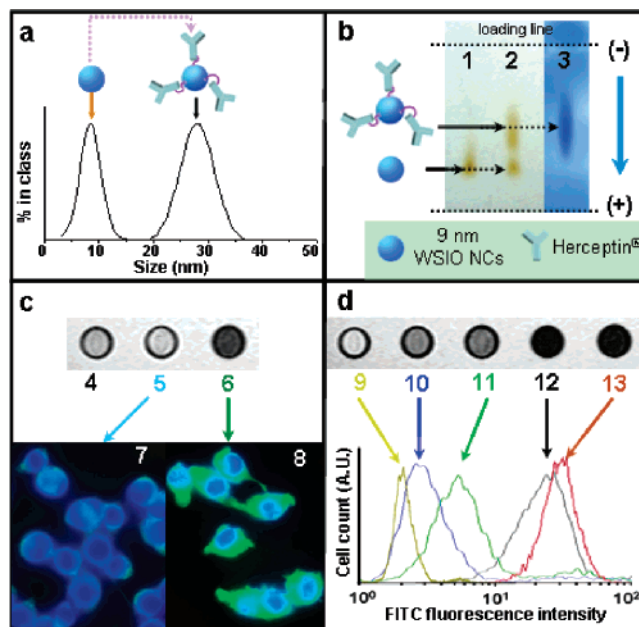 a
% in class
0 10 20 30 40 50
Size (nm)
b
loading line
1 2 3
(-)
(+)
9 nm
WSIO NCs
Herceptin®
c
4 5 6
7 8
d
9 10 11 12 13
Cell count (A.U.)
10⁰ 10¹ 10²
FITC fluorescence intensity